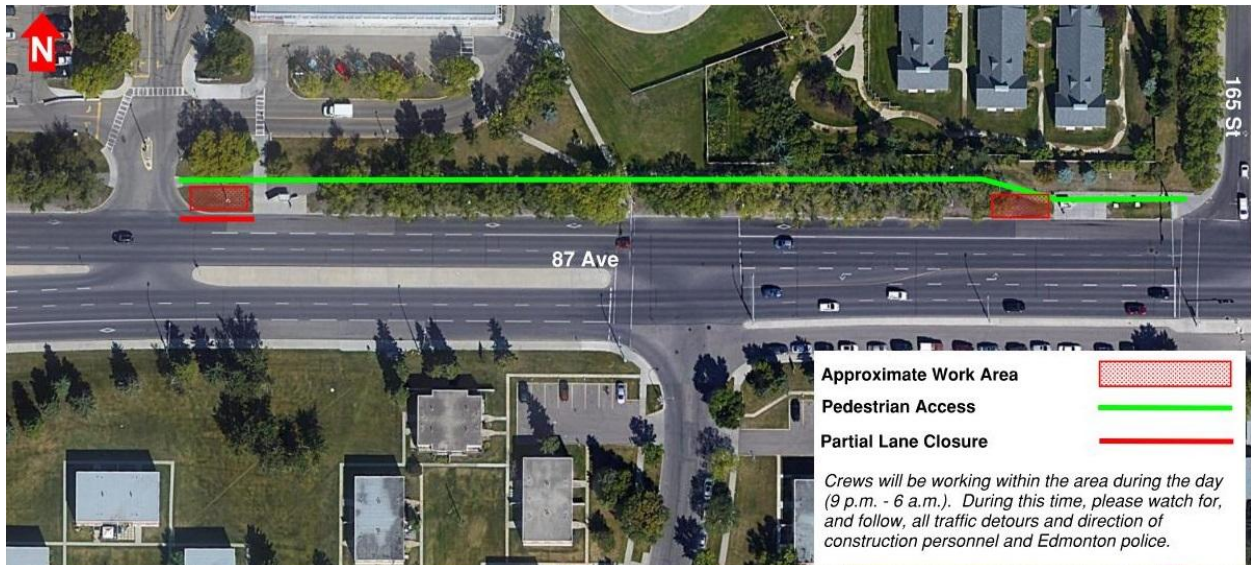 N
165 St
87 Ave
Approximate Work Area
Pedestrian Access
Partial Lane Closure
Crews will be working within the area during the day
(9 p.m. - 6 a.m.).  During this time, please watch for,
and follow, all traffic detours and direction of
construction personnel and Edmonton police.